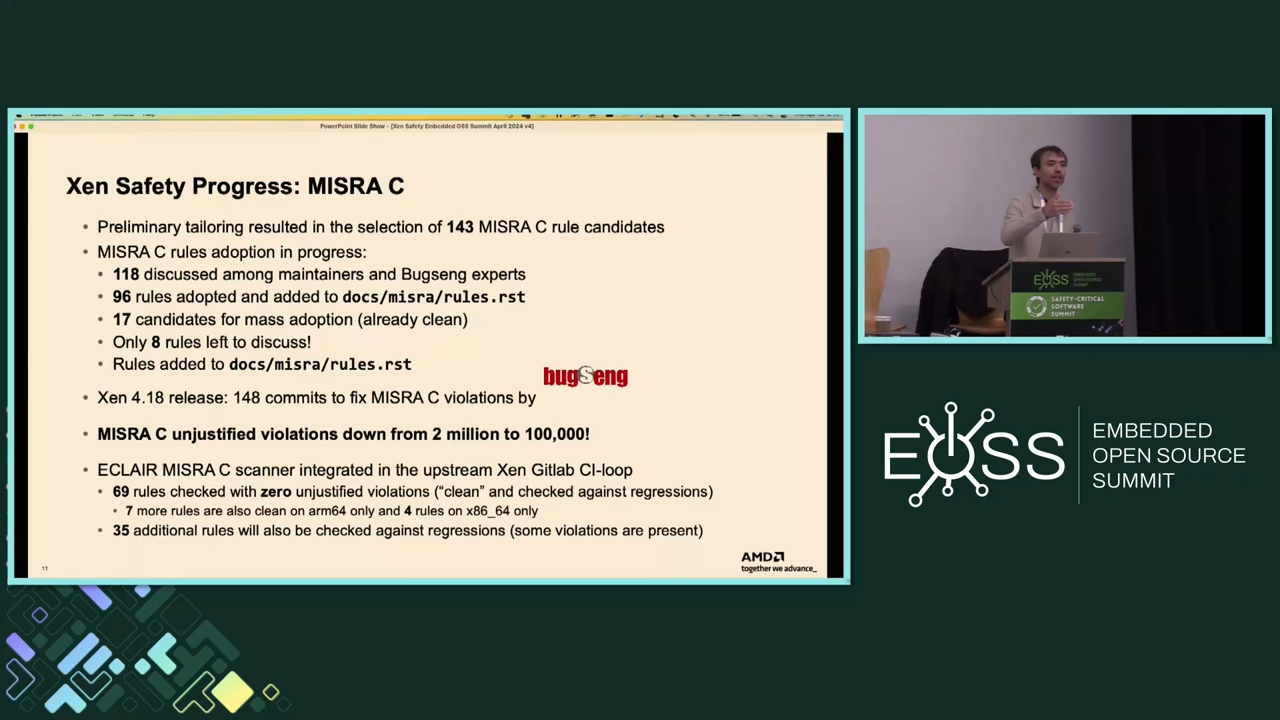 PowerPoint Slide Show - [Xen Safety Embedded OSS Summit April 2024 v4]
Xen Safety Progress: MISRA C
• Preliminary tailoring resulted in the selection of 143 MISRA C rule candidates
• MISRA C rules adoption in progress:
• 118 discussed among maintainers and Bugseng experts
• 96 rules adopted and added to docs/misra/rules.rst
• 17 candidates for mass adoption (already clean)
• Only 8 rules left to discuss!
• Rules added to docs/misra/rules.rst
bugSeng
• Xen 4.18 release: 148 commits to fix MISRA C violations by
• MISRA C unjustified violations down from 2 million to 100,000!
• ECLAIR MISRA C scanner integrated in the upstream Xen Gitlab CI-loop
• 69 rules checked with zero unjustified violations (“clean” and checked against regressions)
• 7 more rules are also clean on arm64 only and 4 rules on x86_64 only
• 35 additional rules will also be checked against regressions (some violations are present)
11
AMD
together we advance_
EOSS
EMBEDDED
OPEN SOURCE
SUMMIT
SAFETY-CRITICAL
SOFTWARE
SUMMIT
EOSS
EMBEDDED
OPEN SOURCE
SUMMIT